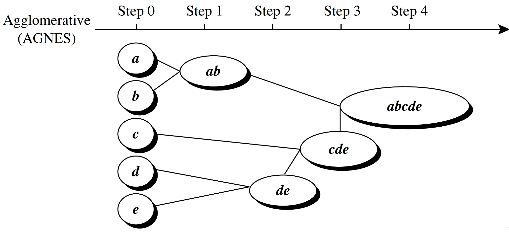 Agglomerative
(AGNES)
Step 0 Step 1 Step 2 Step 3 Step 4
a
ab
b
abcde
c
cde
d
de
e